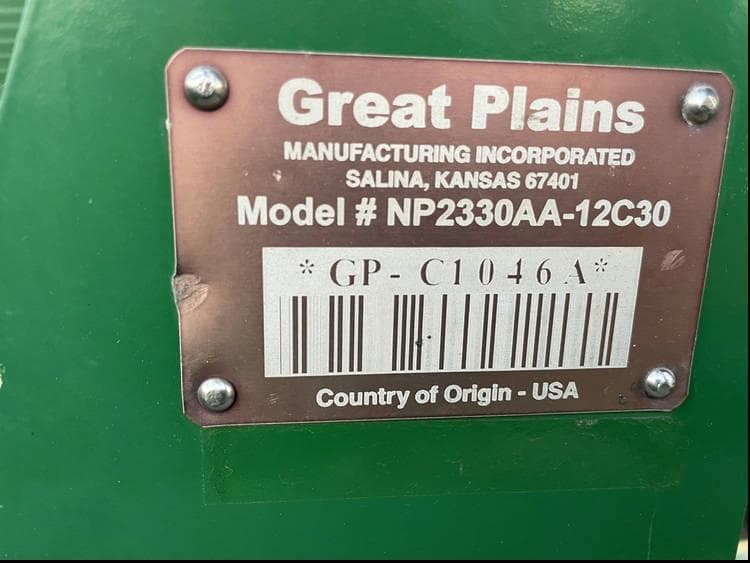 Great Plains
MANUFACTURING INCORPORATED
SALINA, KANSAS 67401
Model # NP2330AA-12C30
*GP- C1046A*
Country of Origin - USA